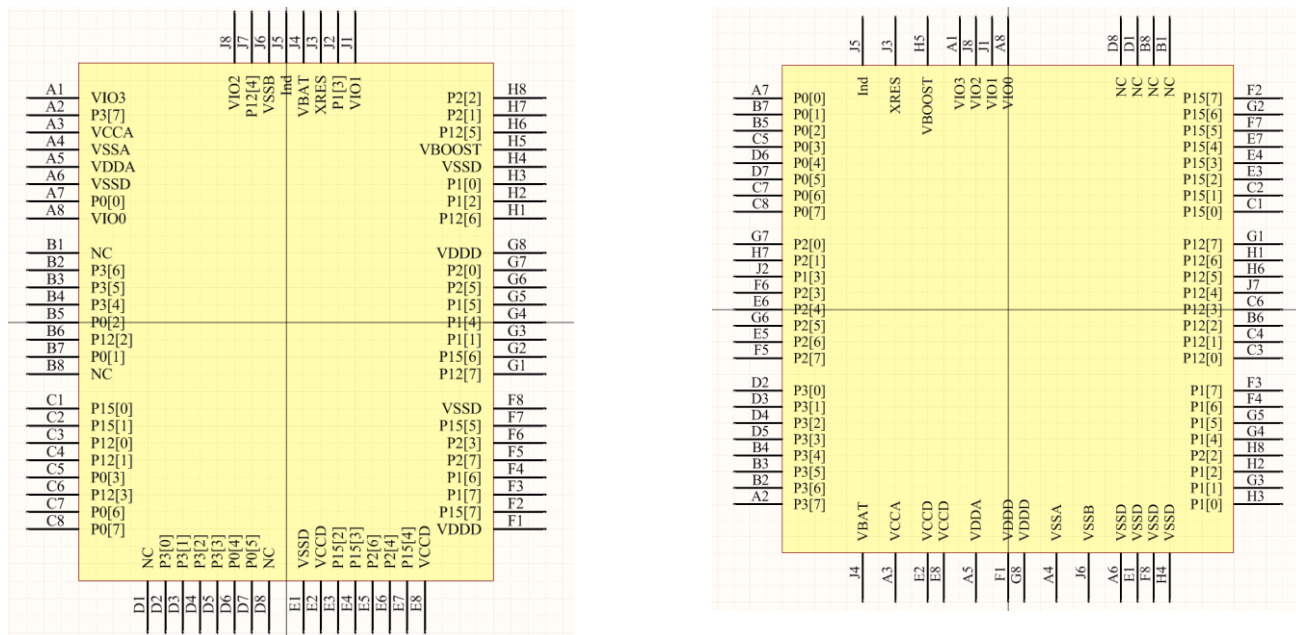 J8 J7 J6 J5 J4 J3 J2 J1
VIO2 P12[4] VSSB Ind VBAT XRES P1[3] VIO1
A1 VIO3 P2[2] H8
A2 P3[7] P2[1] H7
A3 VCCA P12[5] H6
A4 VSSA VBOOST H5
A5 VDDA VSSD H4
A6 VSSD P1[0] H3
A7 P0[0] P1[2] H2
A8 VIO0 P12[6] H1
B1 NC VDDD G8
B2 P3[6] P2[0] G7
B3 P3[5] P2[5] G6
B4 P3[4] P1[5] G5
B5 P0[2] P1[4] G4
B6 P12[2] P1[1] G3
B7 P0[1] P15[6] G2
B8 NC P12[7] G1
C1 P15[0] VSSD F8
C2 P15[1] P15[5] F7
C3 P12[0] P2[3] F6
C4 P12[1] P2[7] F5
C5 P0[3] P1[6] F4
C6 P12[3] P1[7] F3
C7 P0[6] P15[7] F2
C8 P0[7] VDDD F1
NC P3[0] P3[1] P3[2] P3[3] P0[4] P0[5] NC VSSD VCCD P15[2] P15[3] P2[6] P2[4] P15[4] VCCD
D1 D2 D3 D4 D5 D6 D7 D8 E1 E2 E3 E4 E5 E6 E7 E8
J5 J3 H5 A1 J8 J1 A8 D8 D1 B8 B1
Ind XRES VBOOST VIO3 VIO2 VIO1 VIO0 NC NC NC NC
A7 P0[0] P15[7] F2
B7 P0[1] P15[6] G2
B5 P0[2] P15[5] F7
C5 P0[3] P15[4] E7
D6 P0[4] P15[3] E4
D7 P0[5] P15[2] E3
C7 P0[6] P15[1] C2
C8 P0[7] P15[0] C1
G7 P2[0] P12[7] G1
H7 P2[1] P12[6] H1
J2 P1[3] P12[5] H6
F6 P2[3] P12[4] J7
E6 P2[4] P12[3] C6
G6 P2[5] P12[2] B6
E5 P2[6] P12[1] C4
F5 P2[7] P12[0] C3
D2 P3[0] P1[7] F3
D3 P3[1] P1[6] F4
D4 P3[2] P1[5] G5
D5 P3[3] P1[4] G4
B4 P3[4] P2[2] H8
B3 P3[5] P1[2] H2
B2 P3[6] P1[1] G3
A2 P3[7] P1[0] H3
VBAT VCCA VCCD VCCD VDDA VDDD VDDD VSSA VSSB VSSD VSSD VSSD VSSD
J4 A3 E2 E8 A5 F1 G8 A4 J6 A6 E1 F8 H4